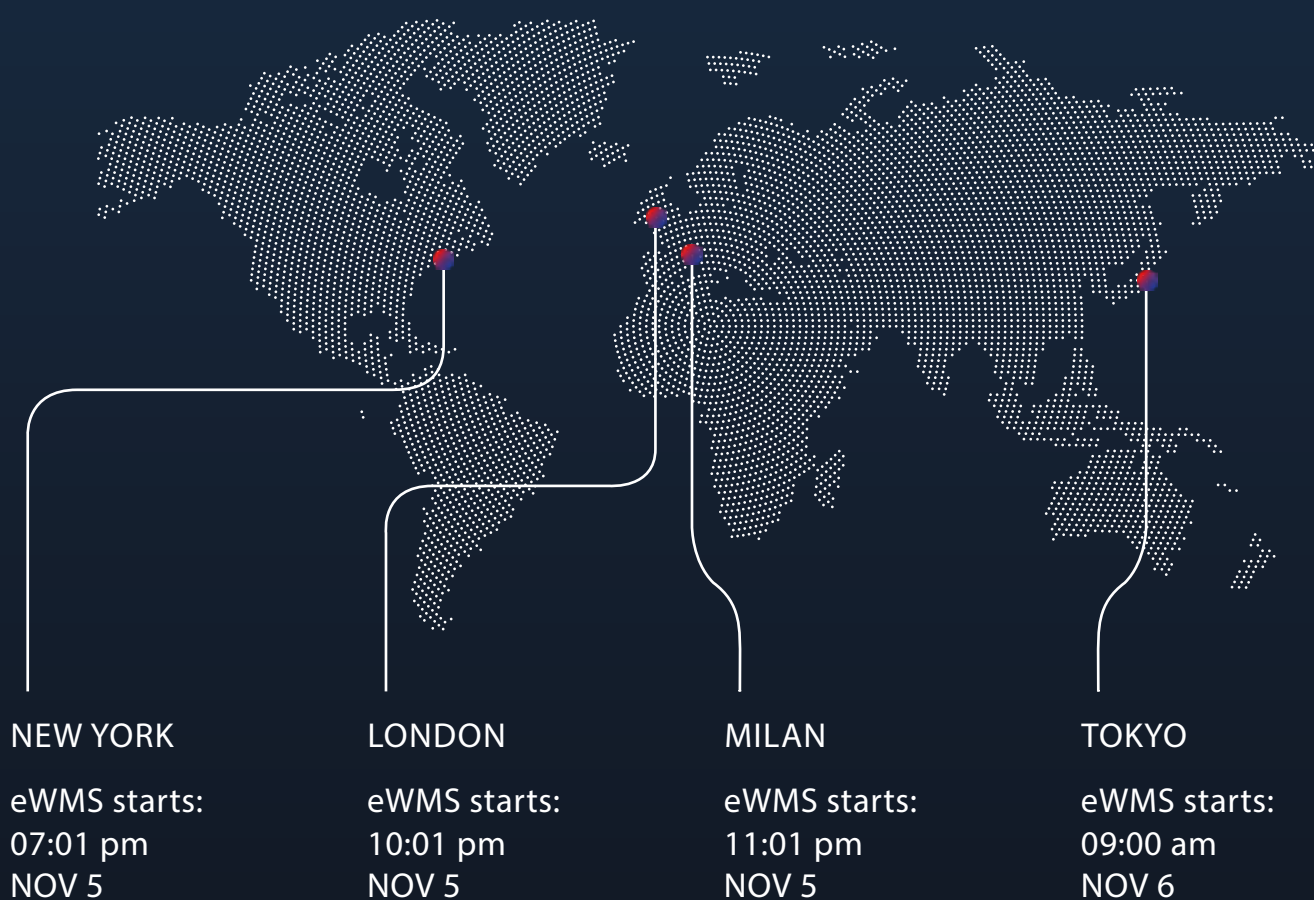 NEW YORK
eWMS starts:
07:01 pm
NOV 5
LONDON
eWMS starts:
10:01 pm
NOV 5
MILAN
eWMS starts:
11:01 pm
NOV 5
TOKYO
eWMS starts:
09:00 am
NOV 6